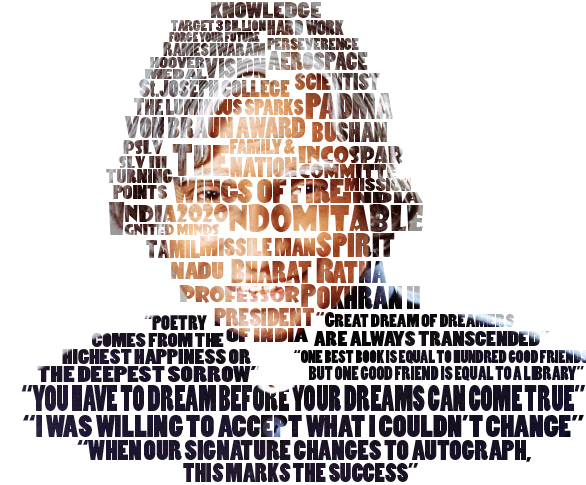 KNOWLEDGE
TARGET 3 BILLION HARD WORK
FORGE YOUR FUTURE PERSEVERENCE
RAMESHWARAM
HOOVER MEDAL VISION AEROSPACE
ST. JOSEPH COLLEGE SCIENTIST
THE LUMINOUS SPARKS PADMA
VON BRAUN AWARD BUSHAN
PSLV THE FAMILY & INCOSPAR
SLV III NATION COMMITTE
TURNING POINTS WINGS OF FIRE MISSION INDIA
INDIA 2020 INDOMITABLE
IGNITED MINDS SPIRIT
TAMIL MISSILE MAN
NADU BHARAT RATNA
PROFESSOR POKHRAN II
PRESIDENT OF INDIA
"POETRY
COMES FROM THE
HIGHEST HAPPINESS OR
THE DEEPEST SORROW"
"GREAT DREAM OF DREAMERS
ARE ALWAYS TRANSCENDED"
"ONE BEST BOOK IS EQUAL TO HUNDRED GOOD FRIENDS
BUT ONE GOOD FRIEND IS EQUAL TO A LIBRARY"
"YOU HAVE TO DREAM BEFORE YOUR DREAMS CAN COME TRUE"
"I WAS WILLING TO ACCEPT WHAT I COULDN'T CHANGE"
"WHEN OUR SIGNATURE CHANGES TO AUTOGRAPH,
THIS MARKS THE SUCCESS"